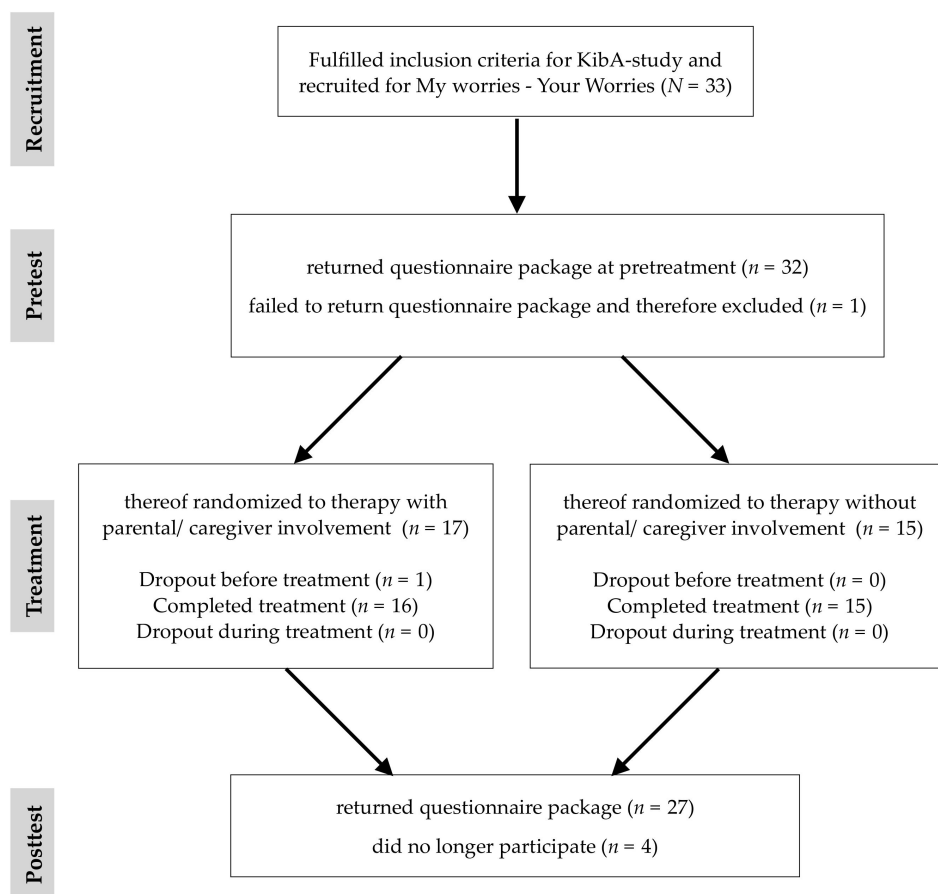 Recruitment
Fulfilled inclusion criteria for KibA-study and
recruited for My worries - Your Worries (N = 33)
Pretest
returned questionnaire package at pretreatment (n = 32)
failed to return questionnaire package and therefore excluded (n = 1)
Treatment
thereof randomized to therapy with
parental/ caregiver involvement (n = 17)
Dropout before treatment (n = 1)
Completed treatment (n = 16)
Dropout during treatment (n = 0)
thereof randomized to therapy without
parental/ caregiver involvement (n = 15)
Dropout before treatment (n = 0)
Completed treatment (n = 15)
Dropout during treatment (n = 0)
Posttest
returned questionnaire package (n = 27)
did no longer participate (n = 4)